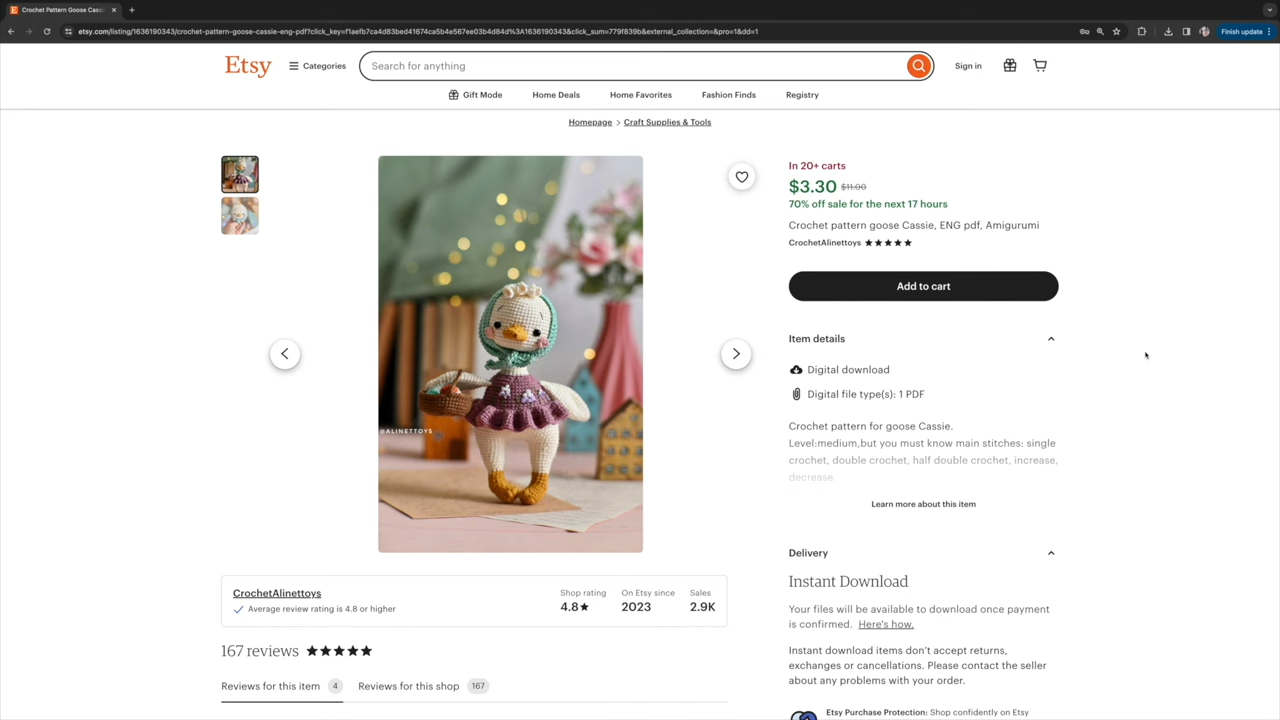 Crochet Pattern Goose Cassi
etsy.com/listing/1636190343/crochet-pattern-goose-cassie-eng-pdf?click_key=f1aefb7ca4d83bed41674ca5b4e567ee03b4d84d%3A1636190343&click_sum=779f839b&external_collection=&pro=1&dd=1
Finish update
Etsy
Categories
Search for anything
Sign in
Gift Mode
Home Deals
Home Favorites
Fashion Finds
Registry
Homepage > Craft Supplies & Tools
@ALINETTOYS
In 20+ carts
$3.30 $11.00
70% off sale for the next 17 hours
Crochet pattern goose Cassie, ENG pdf, Amigurumi
CrochetAlinettoys ★★★★★
Add to cart
Item details
Digital download
Digital file type(s): 1 PDF
Crochet pattern for goose Cassie.
Level:medium,but you must know main stitches: single
crochet, double crochet, half double crochet, increase,
decrease.
Learn more about this item
Delivery
Instant Download
Your files will be available to download once payment
is confirmed. Here's how.
Instant download items don't accept returns,
exchanges or cancellations. Please contact the seller
about any problems with your order.
Etsy Purchase Protection: Shop confidently on Etsy
CrochetAlinettoys
Average review rating is 4.8 or higher
Shop rating
4.8★
On Etsy since
2023
Sales
2.9K
167 reviews ★★★★★
Reviews for this item 4
Reviews for this shop 167